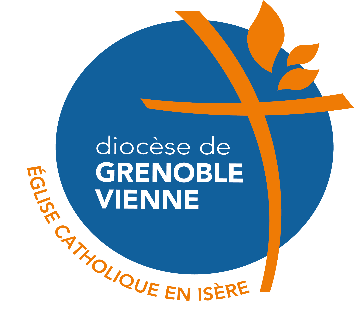 diocèse de
GRENOBLE
VIENNE
ÉGLISE CATHOLIQUE EN ISÈRE